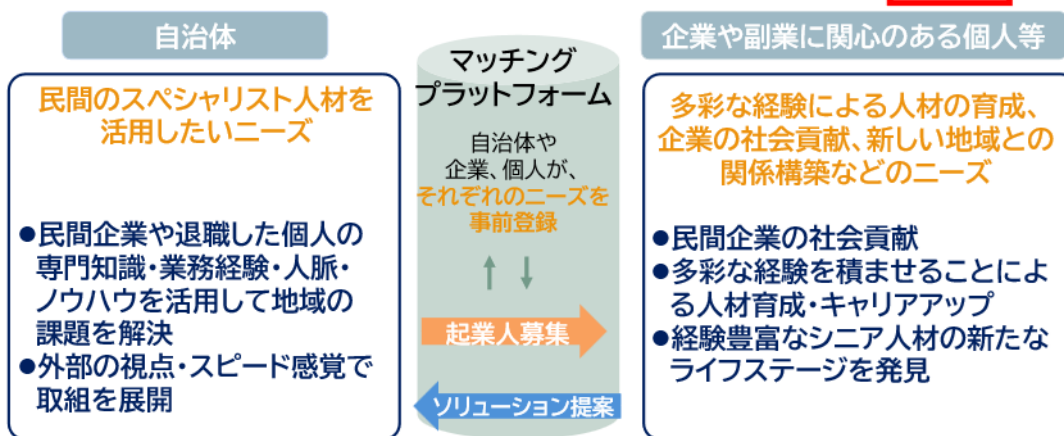 自治体
民間のスペシャリスト人材を
活用したいニーズ
●民間企業や退職した個人の
専門知識・業務経験・人脈・
ノウハウを活用して地域の
課題を解決
●外部の視点・スピード感覚で
取組を展開
マッチング
プラットフォーム
自治体や
企業、個人が、
それぞれのニーズを
事前登録
起業人募集
ソリューション提案
企業や副業に関心のある個人等
多彩な経験による人材の育成、
企業の社会貢献、新しい地域との
関係構築などのニーズ
●民間企業の社会貢献
●多彩な経験を積ませることによ
る人材育成・キャリアアップ
●経験豊富なシニア人材の新たな
ライフステージを発見